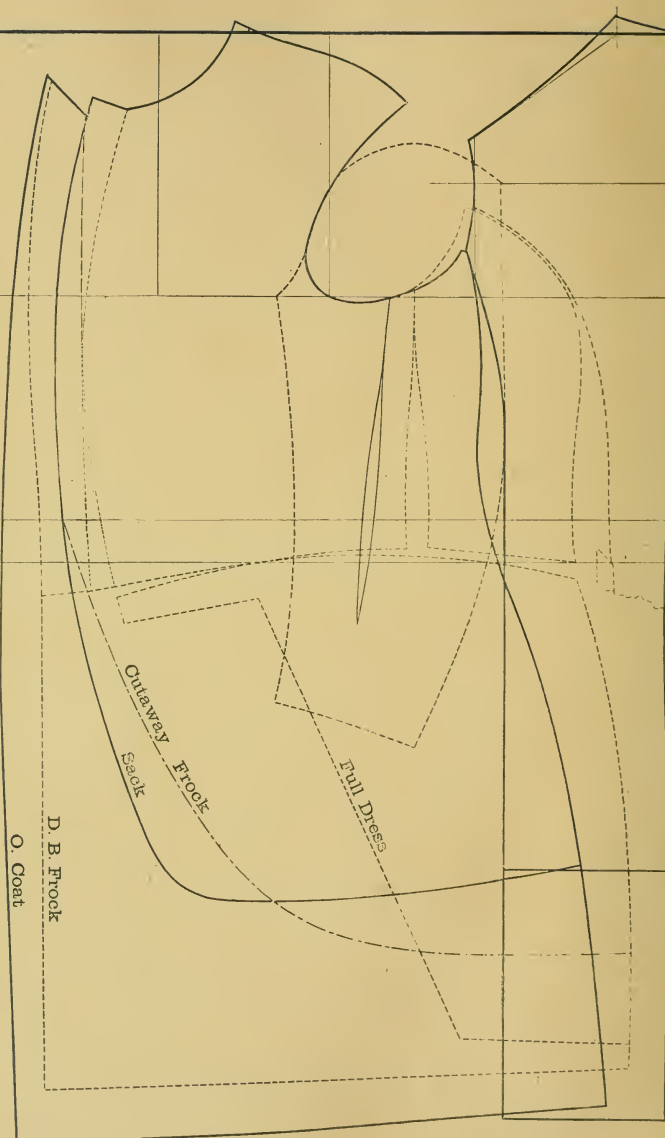 Cutaway Frock
Sack
Full Dress
D. B. Frock
O. Coat